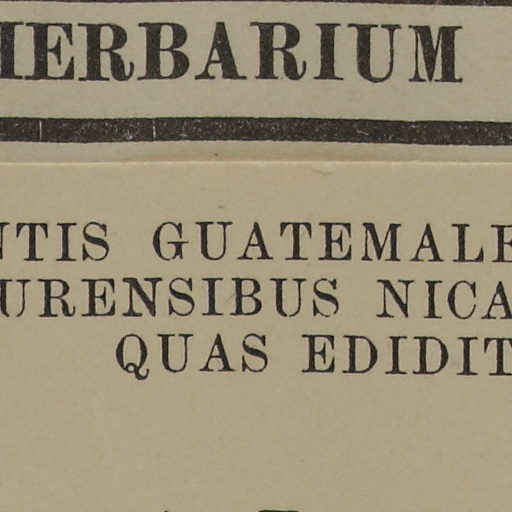 HERBARIUM
NTIS GUATEMALE
URENSIBUS NICA
QUAS EDIDIT